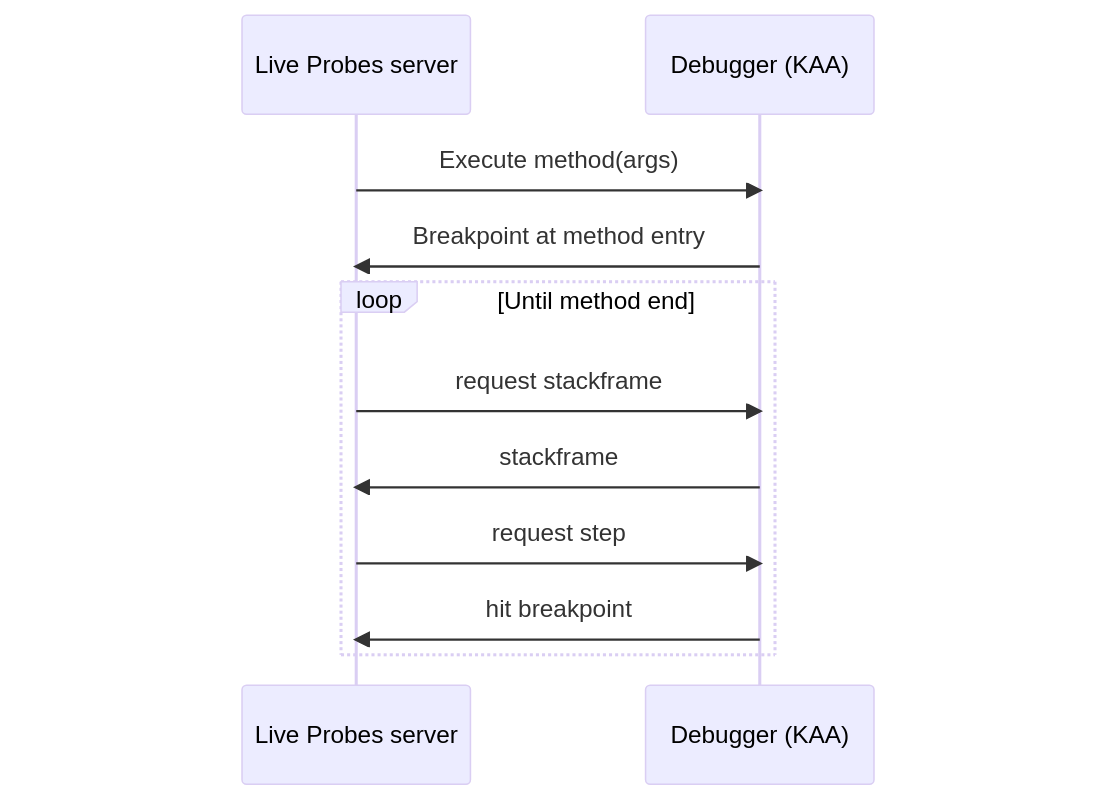 Live Probes server
Debugger (KAA)
Execute method(args)
Breakpoint at method entry
loop
[Until method end]
request stackframe
stackframe
request step
hit breakpoint
Live Probes server
Debugger (KAA)